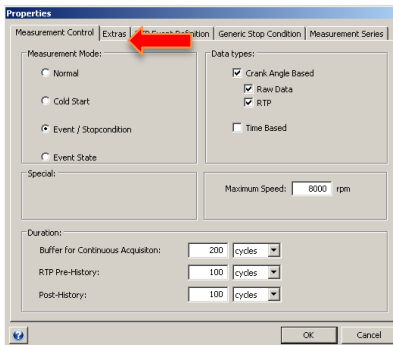 Properties
Measurement Control Extras Event Definition Generic Stop Condition Measurement Series
Measurement Mode:
Normal
Cold Start
Event / Stopcondition
Event State
Data types:
Crank Angle Based
Raw Data
RTP
Time Based
Special:
Maximum Speed: 8000 rpm
Duration:
Buffer for Continuous Acquisiton: 200 cycles
RTP Pre-History: 100 cycles
Post-History: 100 cycles
? OK Cancel